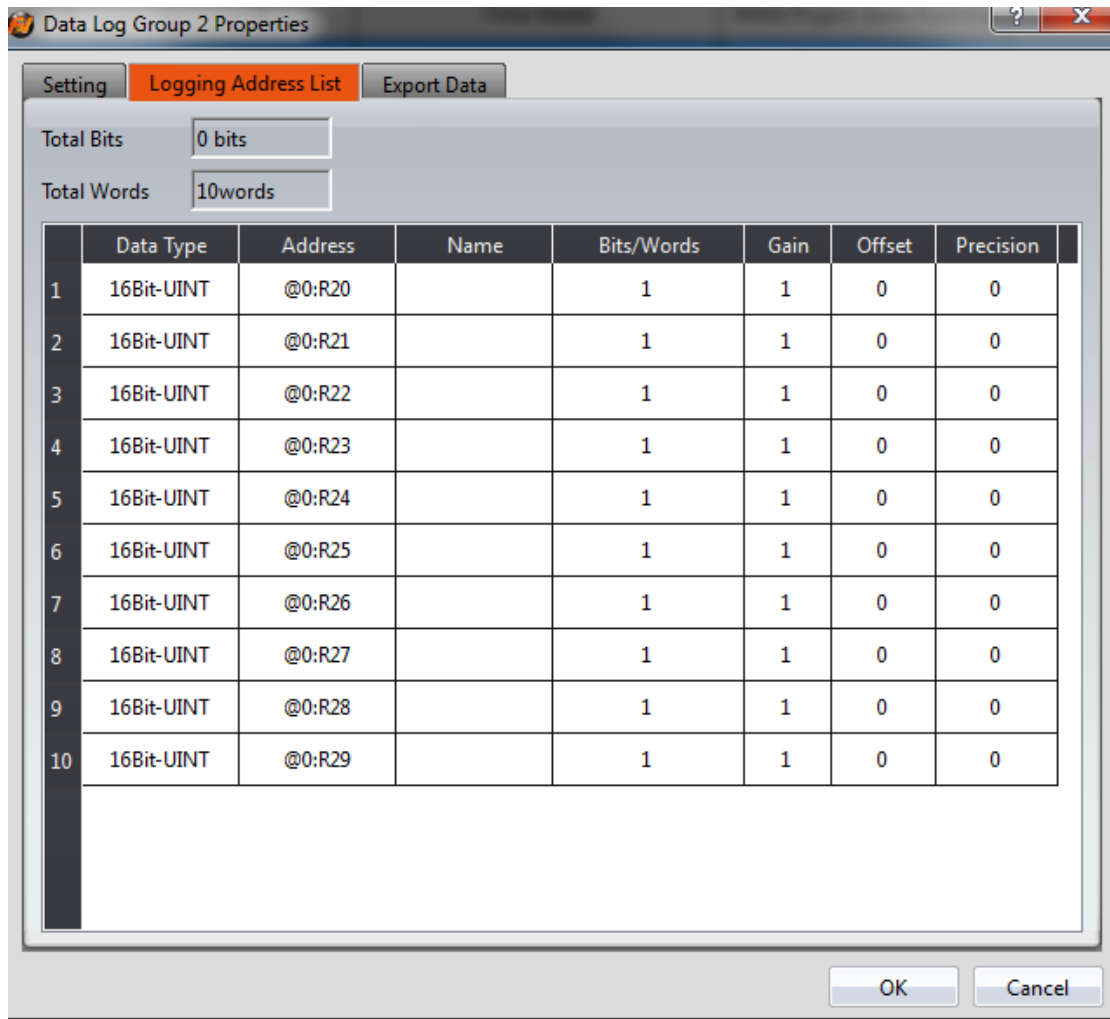 Data Log Group 2 Properties ? X
Setting Logging Address List Export Data
Total Bits 0 bits
Total Words 10words
Data Type Address Name Bits/Words Gain Offset Precision
1 16Bit-UINT @0:R20 1 1 0 0
2 16Bit-UINT @0:R21 1 1 0 0
3 16Bit-UINT @0:R22 1 1 0 0
4 16Bit-UINT @0:R23 1 1 0 0
5 16Bit-UINT @0:R24 1 1 0 0
6 16Bit-UINT @0:R25 1 1 0 0
7 16Bit-UINT @0:R26 1 1 0 0
8 16Bit-UINT @0:R27 1 1 0 0
9 16Bit-UINT @0:R28 1 1 0 0
10 16Bit-UINT @0:R29 1 1 0 0
OK Cancel